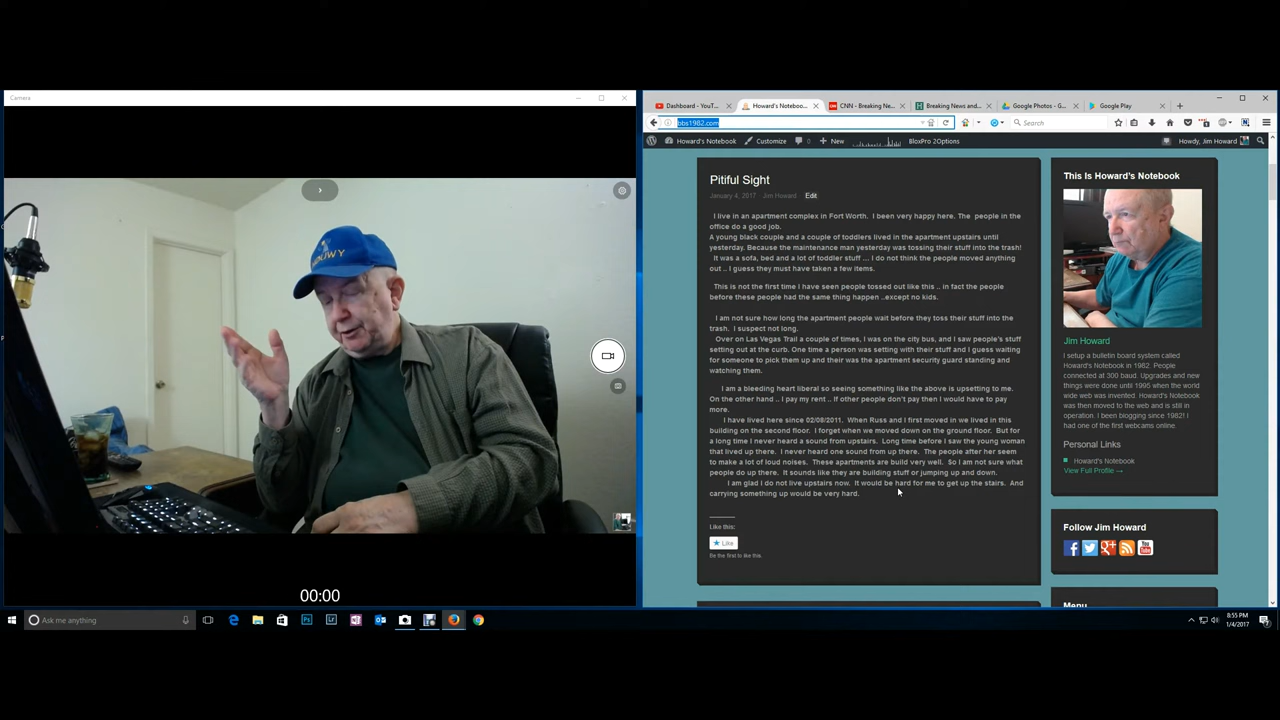 Camera
HOUWY
00:00
Dashboard - YouT...
Howard's Noteboo...
CNN - Breaking Ne...
Breaking News and...
Google Photos - G...
Google Play
bbs1982.com
Search
Howard's Notebook
Customize
0
New
BloxPro 2Options
Howdy, Jim Howard
Pitiful Sight
January 4, 2017 Jim Howard Edit
I live in an apartment complex in Fort Worth. I been very happy here. The people in the
office do a good job.
A young black couple and a couple of toddlers lived in the apartment upstairs until
yesterday. Because the maintenance man yesterday was tossing their stuff into the trash!
It was a sofa, bed and a lot of toddler stuff ... I do not think the people moved anything
out .. I guess they must have taken a few items.
This is not the first time I have seen people tossed out like this .. in fact the people
before these people had the same thing happen ..except no kids.
I am not sure how long the apartment people wait before they toss their stuff into the
trash. I suspect not long.
Over on Las Vegas Trail a couple of times, I was on the city bus, and I saw people's stuff
setting out at the curb. One time a person was setting with their stuff and I guess waiting
for someone to pick them up and their was the apartment security guard standing and
watching them.
I am a bleeding heart liberal so seeing something like the above is upsetting to me.
On the other hand .. I pay my rent .. If other people don't pay then I would have to pay
more.
I have lived here since 02/08/2011. When Russ and I first moved in we lived in this
building on the second floor. I forget when we moved down on the ground floor. But for
a long time I never heard a sound from upstairs. Long time before I saw the young woman
that lived up there. I never heard one sound from up there. The people after her seem
to make a lot of loud noises. These apartments are build very well. So I am not sure what
people do up there. It sounds like they are building stuff or jumping up and down.
I am glad I do not live upstairs now. It would be hard for me to get up the stairs. And
carrying something up would be very hard.
Like this:
Like
Be the first to like this.
This Is Howard's Notebook
Jim Howard
I setup a bulletin board system called
Howard's Notebook in 1982. People
connected at 300 baud. Upgrades and new
things were done until 1995 when the world
wide web was invented. Howard's Notebook
was then moved to the web and is still in
operation. I been blogging since 1982! I
had one of the first webcams online
Personal Links
Howard's Notebook
View Full Profile →
Follow Jim Howard
You
Tube
Menu
Ask me anything
8:55 PM
1/4/2017